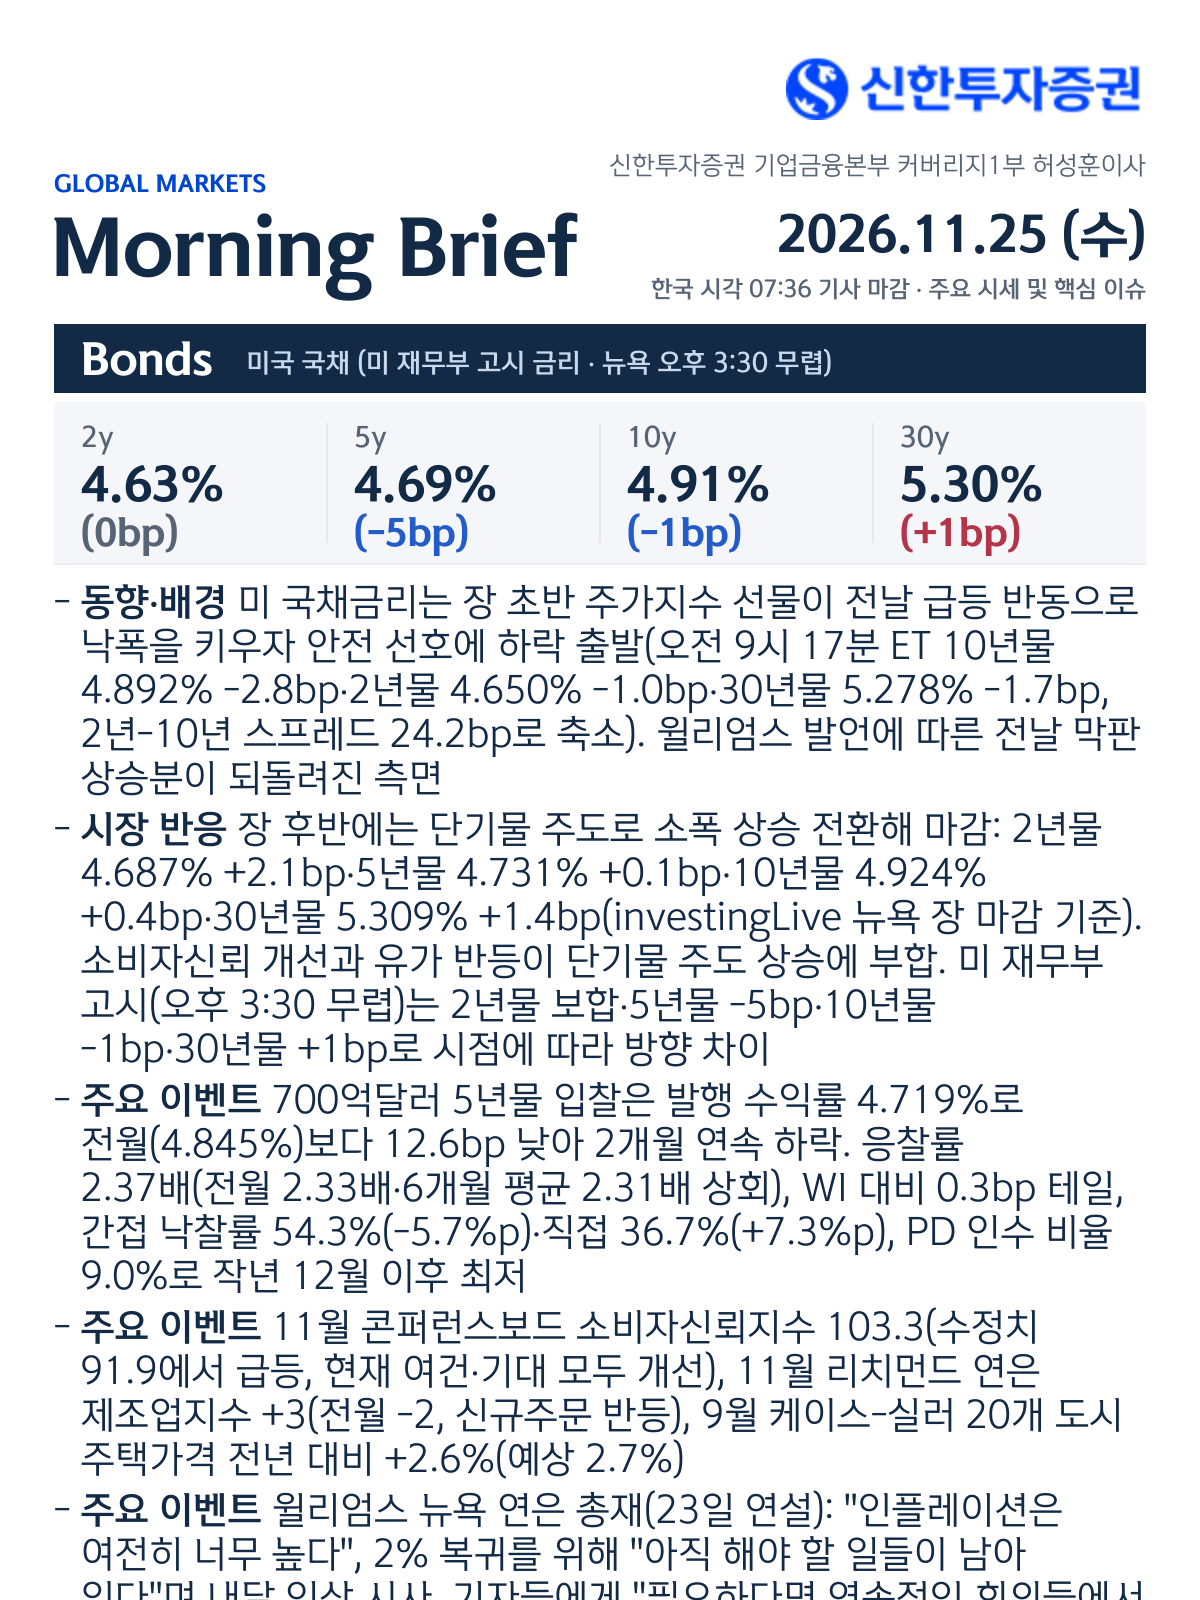 신한투자증권
신한투자증권 기업금융본부 커버리지1부 허성훈이사
GLOBAL MARKETS
Morning Brief
2026.11.25 (수)
한국 시각 07:36 기사 마감 · 주요 시세 및 핵심 이슈
Bonds 미국 국채 (미 재무부 고시 금리 · 뉴욕 오후 3:30 무렵)
2y 5y 10y 30y
4.63% 4.69% 4.91% 5.30%
(0bp) (-5bp) (-1bp) (+1bp)
- 동향·배경 미 국채금리는 장 초반 주가지수 선물이 전날 급등 반동으로
낙폭을 키우자 안전 선호에 하락 출발(오전 9시 17분 ET 10년물
4.892% -2.8bp·2년물 4.650% -1.0bp·30년물 5.278% -1.7bp,
2년-10년 스프레드 24.2bp로 축소). 윌리엄스 발언에 따른 전날 막판
상승분이 되돌려진 측면
- 시장 반응 장 후반에는 단기물 주도로 소폭 상승 전환해 마감: 2년물
4.687% +2.1bp·5년물 4.731% +0.1bp·10년물 4.924%
+0.4bp·30년물 5.309% +1.4bp(investingLive 뉴욕 장 마감 기준).
소비자신뢰 개선과 유가 반등이 단기물 주도 상승에 부합. 미 재무부
고시(오후 3:30 무렵)는 2년물 보합·5년물 -5bp·10년물
-1bp·30년물 +1bp로 시점에 따라 방향 차이
- 주요 이벤트 700억달러 5년물 입찰은 발행 수익률 4.719%로
전월(4.845%)보다 12.6bp 낮아 2개월 연속 하락. 응찰률
2.37배(전월 2.33배·6개월 평균 2.31배 상회), WI 대비 0.3bp 테일,
간접 낙찰률 54.3%(-5.7%p)·직접 36.7%(+7.3%p), PD 인수 비율
9.0%로 작년 12월 이후 최저
- 주요 이벤트 11월 콘퍼런스보드 소비자신뢰지수 103.3(수정치
91.9에서 급등, 현재 여건·기대 모두 개선), 11월 리치먼드 연은
제조업지수 +3(전월 -2, 신규주문 반등), 9월 케이스-실러 20개 도시
주택가격 전년 대비 +2.6%(예상 2.7%)
- 주요 이벤트 윌리엄스 뉴욕 연은 총재(23일 연설): "인플레이션은
여전히 너무 높다", 2% 복귀를 위해 "아직 해야 할 일들이 남아
있다"며 내달 인상 시사. 기자들에게 "필요하다면 연속적인 회의들에서